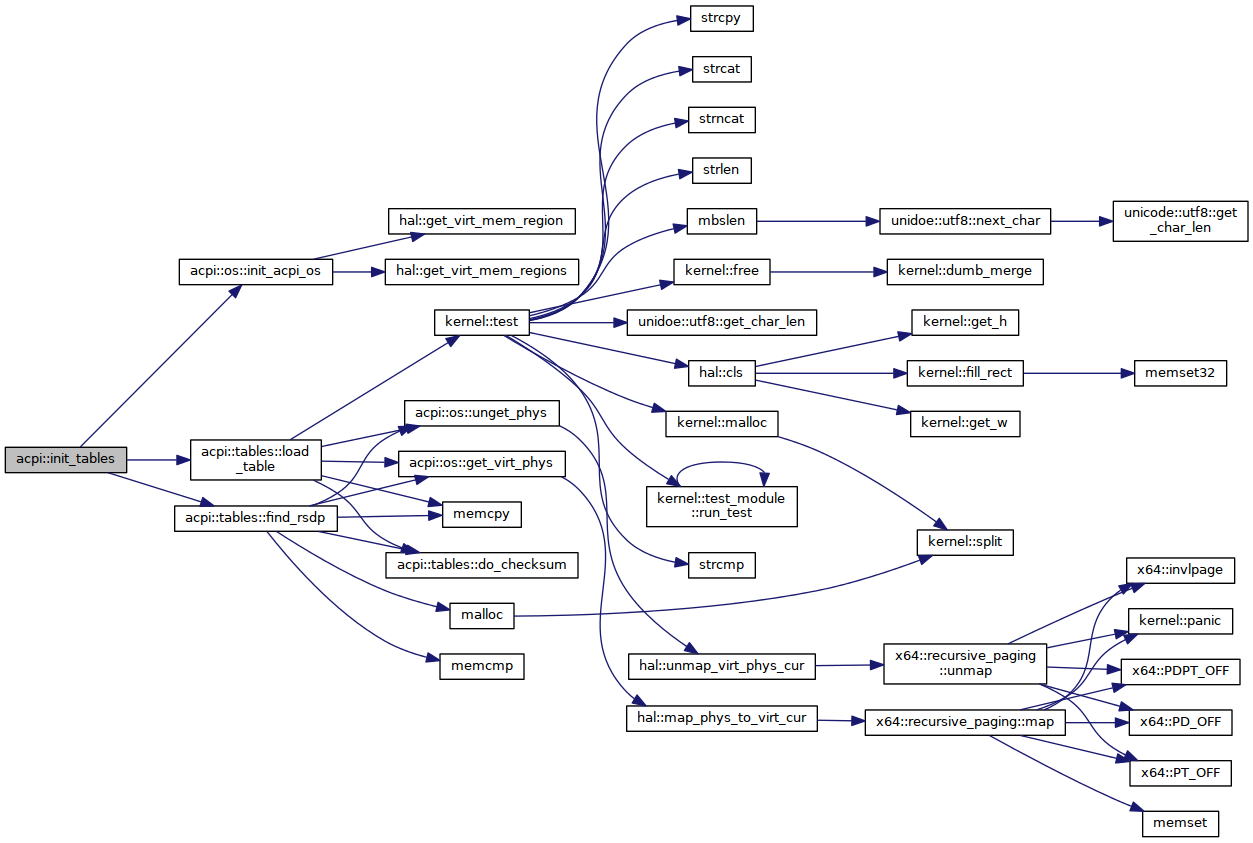 strcpy
strcat
strncat
strlen
hal::get_virt_mem_region
mbslen
unidoe::utf8::next_char
unicode::utf8::get
_char_len
acpi::os::init_acpi_os
hal::get_virt_mem_regions
kernel::free
kernel::dumb_merge
kernel::test
unidoe::utf8::get_char_len
kernel::get_h
hal::cls
kernel::fill_rect
memset32
acpi::os::unget_phys
kernel::malloc
kernel::get_w
acpi::init_tables
acpi::tables::load
_table
acpi::os::get_virt_phys
kernel::test_module
::run_test
acpi::tables::find_rsdp
memcpy
kernel::split
acpi::tables::do_checksum
strcmp
x64::invlpage
malloc
kernel::panic
memcmp
hal::unmap_virt_phys_cur
x64::recursive_paging
::unmap
x64::PDPT_OFF
hal::map_phys_to_virt_cur
x64::recursive_paging::map
x64::PD_OFF
x64::PT_OFF
memset